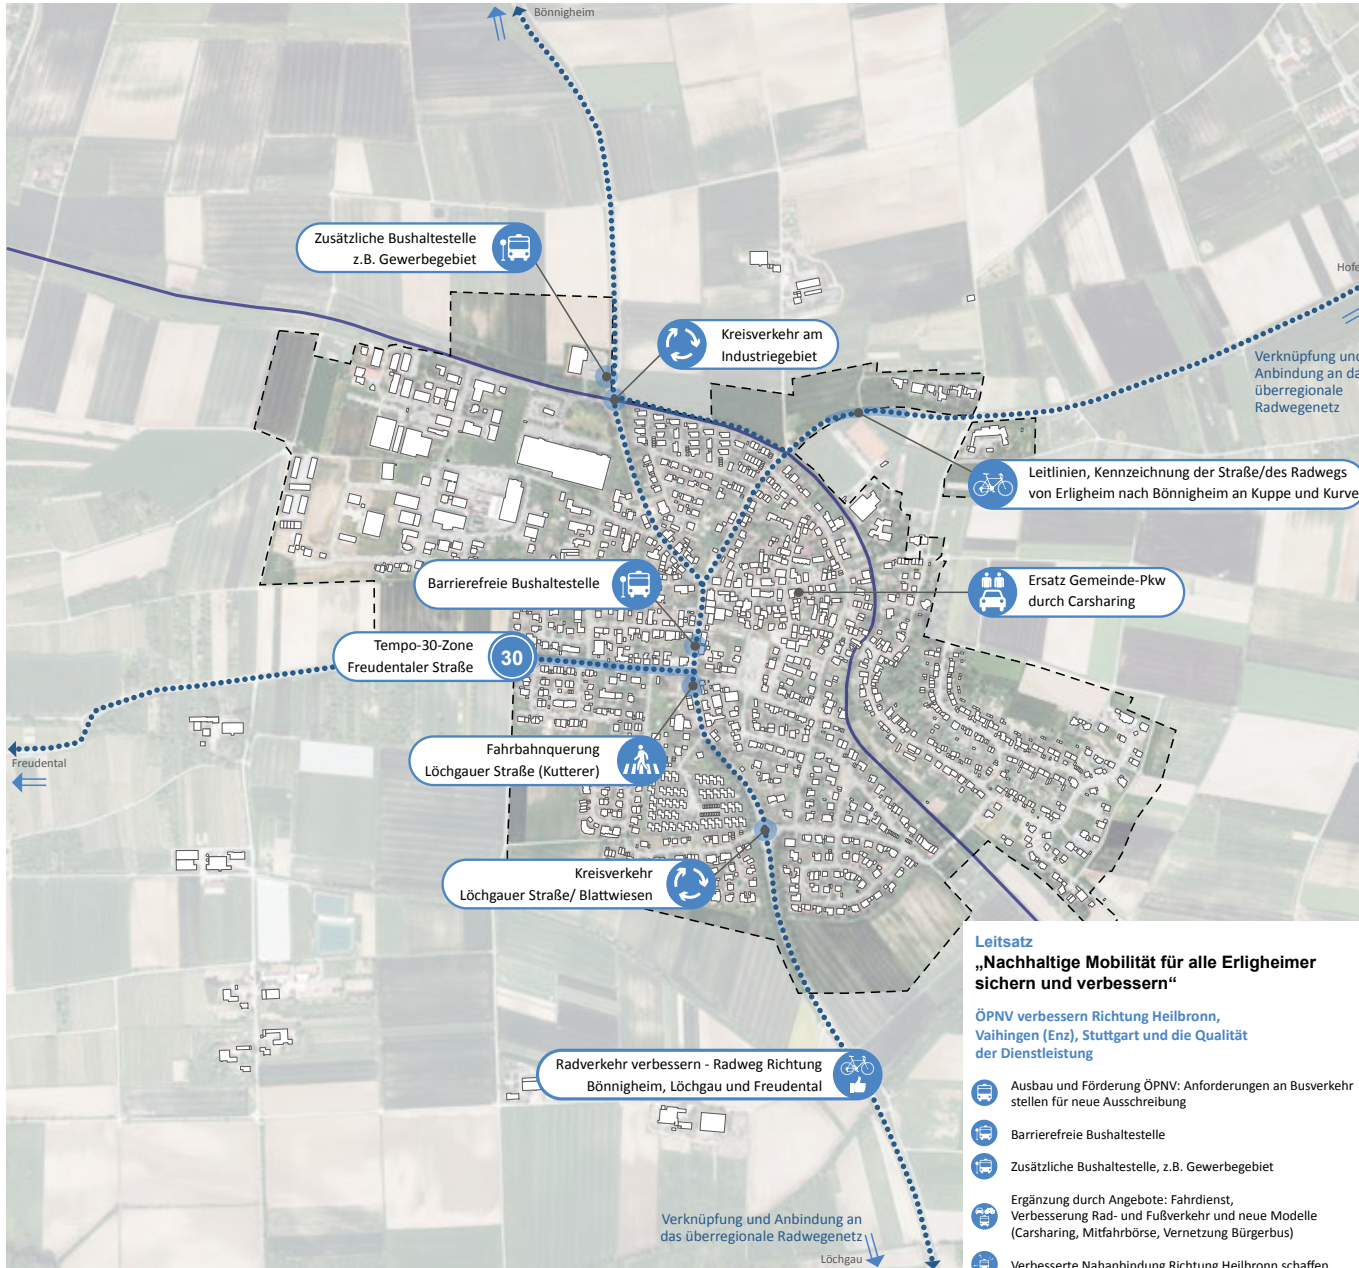 Bönnigheim
Zusätzliche Bushaltestelle
z.B. Gewerbegebiet
Kreisverkehr am
Industriegebiet
Verknüpfung und
Anbindung an
überregionale
Radwegenetz
Leitlinien, Kennzeichnung der Straße/des Radwegs
von Erligheim nach Bönnigheim an Kuppe und Kurve
Barrierefreie Bushaltestelle
Ersatz Gemeinde-Pkw
durch Carsharing
Tempo-30-Zone
Freudentaler Straße
30
Freudental
Fahrbahnquerung
Löchgauer Straße (Kutterer)
Kreisverkehr
Löchgauer Straße/ Blattwiesen
Radverkehr verbessern - Radweg Richtung
Bönnigheim, Löchgau und Freudental
Verknüpfung und Anbindung an
das überregionale Radwegenetz
Löchgau
Leitsatz
„Nachhaltige Mobilität für alle Erligheimer
sichern und verbessern“
ÖPNV verbessern Richtung Heilbronn,
Vaihingen (Enz), Stuttgart und die Qualität
der Dienstleistung
Ausbau und Förderung ÖPNV: Anforderungen an Busverkehr
stellen für neue Ausschreibung
Barrierefreie Bushaltestelle
Zusätzliche Bushaltestelle, z.B. Gewerbegebiet
Ergänzung durch Angebote: Fahrdienst,
Verbesserung Rad- und Fußverkehr und neue Modelle
(Carsharing, Mitfahrbörse, Vernetzung Bürgerbus)
Verbesserte Nahanbindung Richtung Heilbronn schaffen